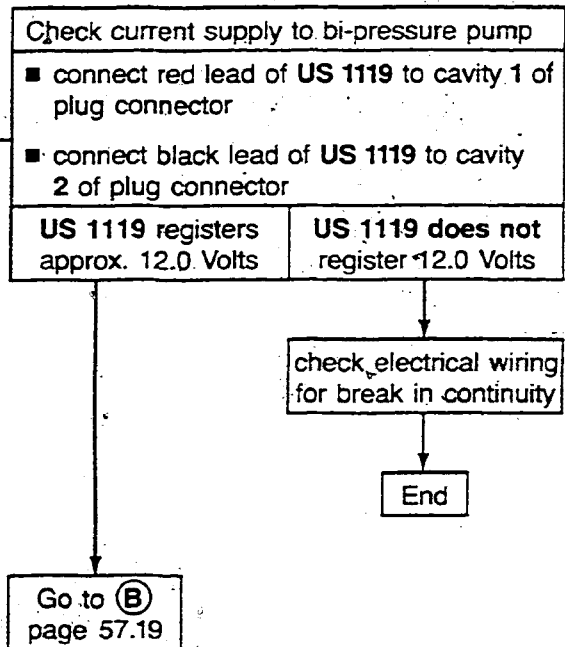 Check current supply to bi-pressure pump
■ connect red lead of US 1119 to cavity 1 of
plug connector
■ connect black lead of US 1119 to cavity
2 of plug connector
US 1119 registers
approx. 12.0 Volts
US 1119 does not
register 12.0 Volts
check electrical wiring
for break in continuity
End
Go to B
page 57.19